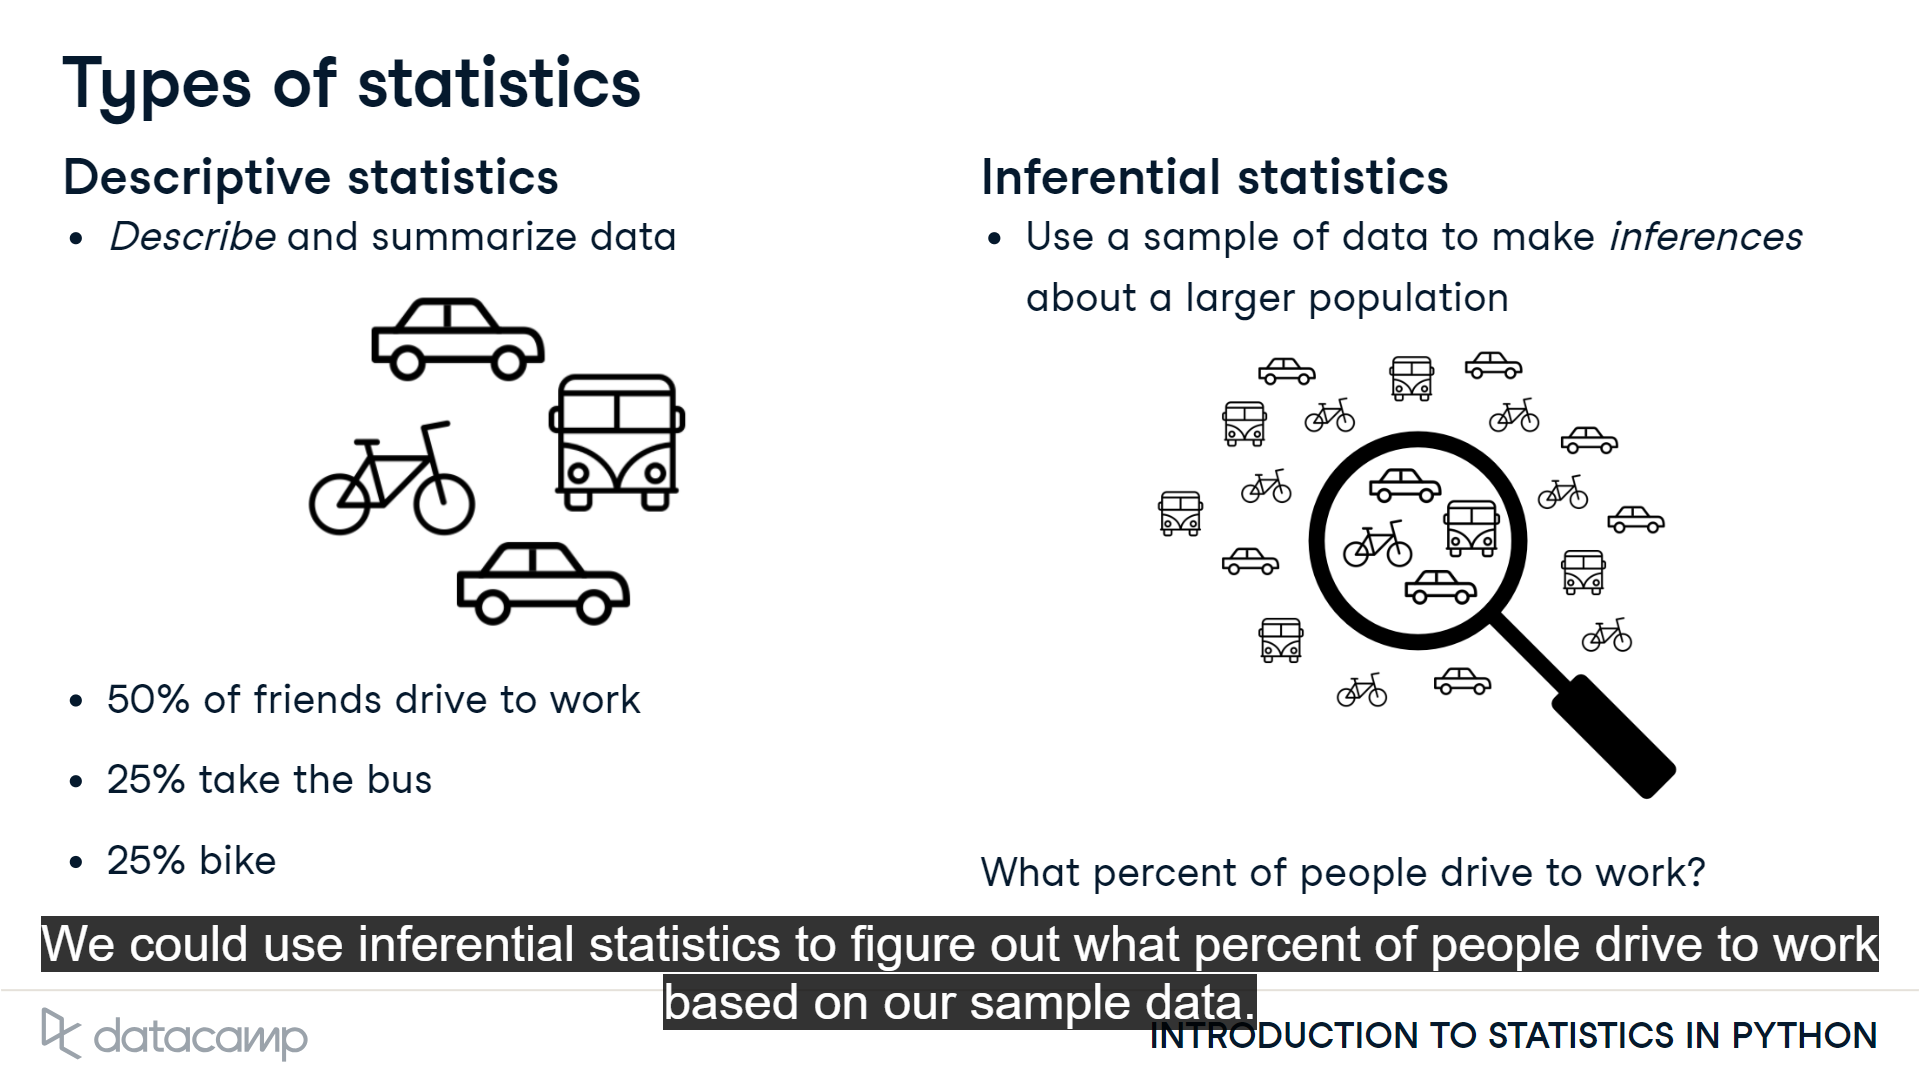 Types of statistics
Descriptive statistics
• Describe and summarize data
• 50% of friends drive to work
• 25% take the bus
• 25% bike
Inferential statistics
• Use a sample of data to make inferences
about a larger population
What percent of people drive to work?
We could use inferential statistics to figure out what percent of people drive to work
based on our sample data.
datacamp
INTRODUCTION TO STATISTICS IN PYTHON